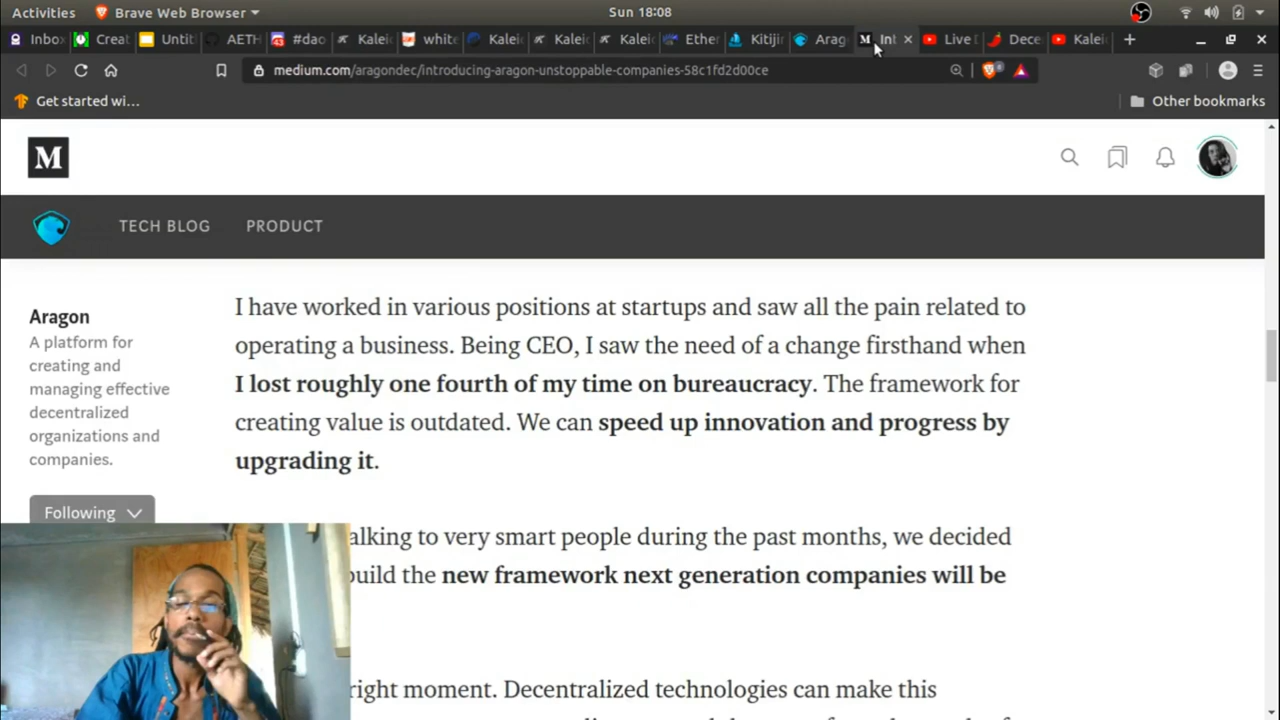 Activities Brave Web Browser Sun 18:08
Inbo Creat Untit AETH #dao Kalei Kalei white Kalei Kalei Kalei Ether Kitijir Arag Int Live D Dece Kalei
medium.com/aragondec/introducing-aragon-unstoppable-companies-58c1fd2d00ce
Get started wi... Other bookmarks
M
TECH BLOG PRODUCT
Aragon
A platform for
creating and
managing effective
decentralized
organizations and
companies.
Following
I have worked in various positions at startups and saw all the pain related to
operating a business. Being CEO, I saw the need of a change firsthand when
I lost roughly one fourth of my time on bureaucracy. The framework for
creating value is outdated. We can speed up innovation and progress by
upgrading it.
alking to very smart people during the past months, we decided
build the new framework next generation companies will be
right moment. Decentralized technologies can make this